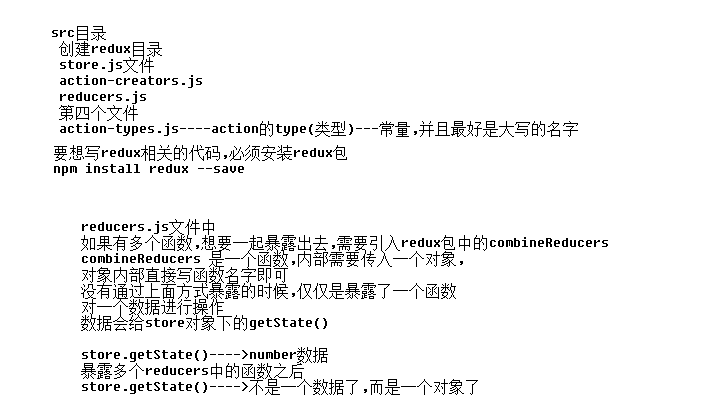 src目录
创建redux目录
store.js文件
action-creators.js
reducers.js
第四个文件
action-types.js----action的type(类型)---常量,并且最好是大写的名字
要想写redux相关的代码,必须安装redux包
npm install redux --save
reducers.js文件中
如果有多个函数,想要一起暴露出去,需要引入redux包中的combineReducers
combineReducers 是一个函数,内部需要传入一个对象,
对象内部直接写函数名字即可
没有通过上面方式暴露的时候,仅仅是暴露了一个函数
对一个数据进行操作
数据会给store对象下的getState()
store.getState()---->number数据
暴露多个reducers中的函数之后
store.getState()---->不是一个数据了,而是一个对象了